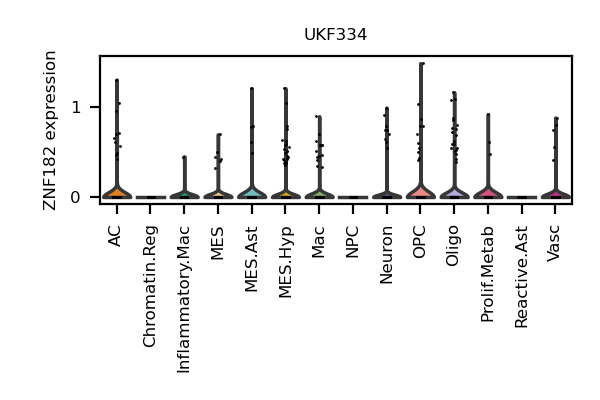 UKF334
ZNF182 expression
1
0
AC
Chromatin.Reg
Inflammatory.Mac
MES
MES.Ast
MES.Hyp
Mac
NPC
Neuron
OPC
Oligo
Prolif.Metab
Reactive.Ast
Vasc